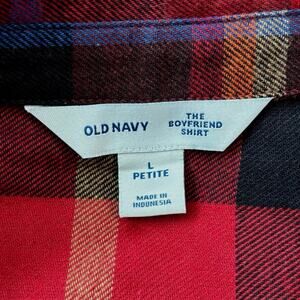 OLD NAVY
THE
BOYFRIEND
SHIRT
L
PETITE
MADE IN
INDONESIA